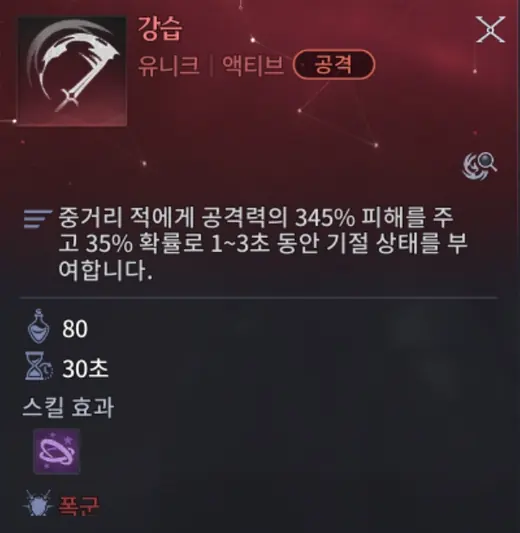 강습
유니크 | 액티브 공격
중거리 적에게 공격력의 345% 피해를 주
고 35% 확률로 1~3초 동안 기절 상태를 부
여합니다.
80
30초
스킬 효과
폭군